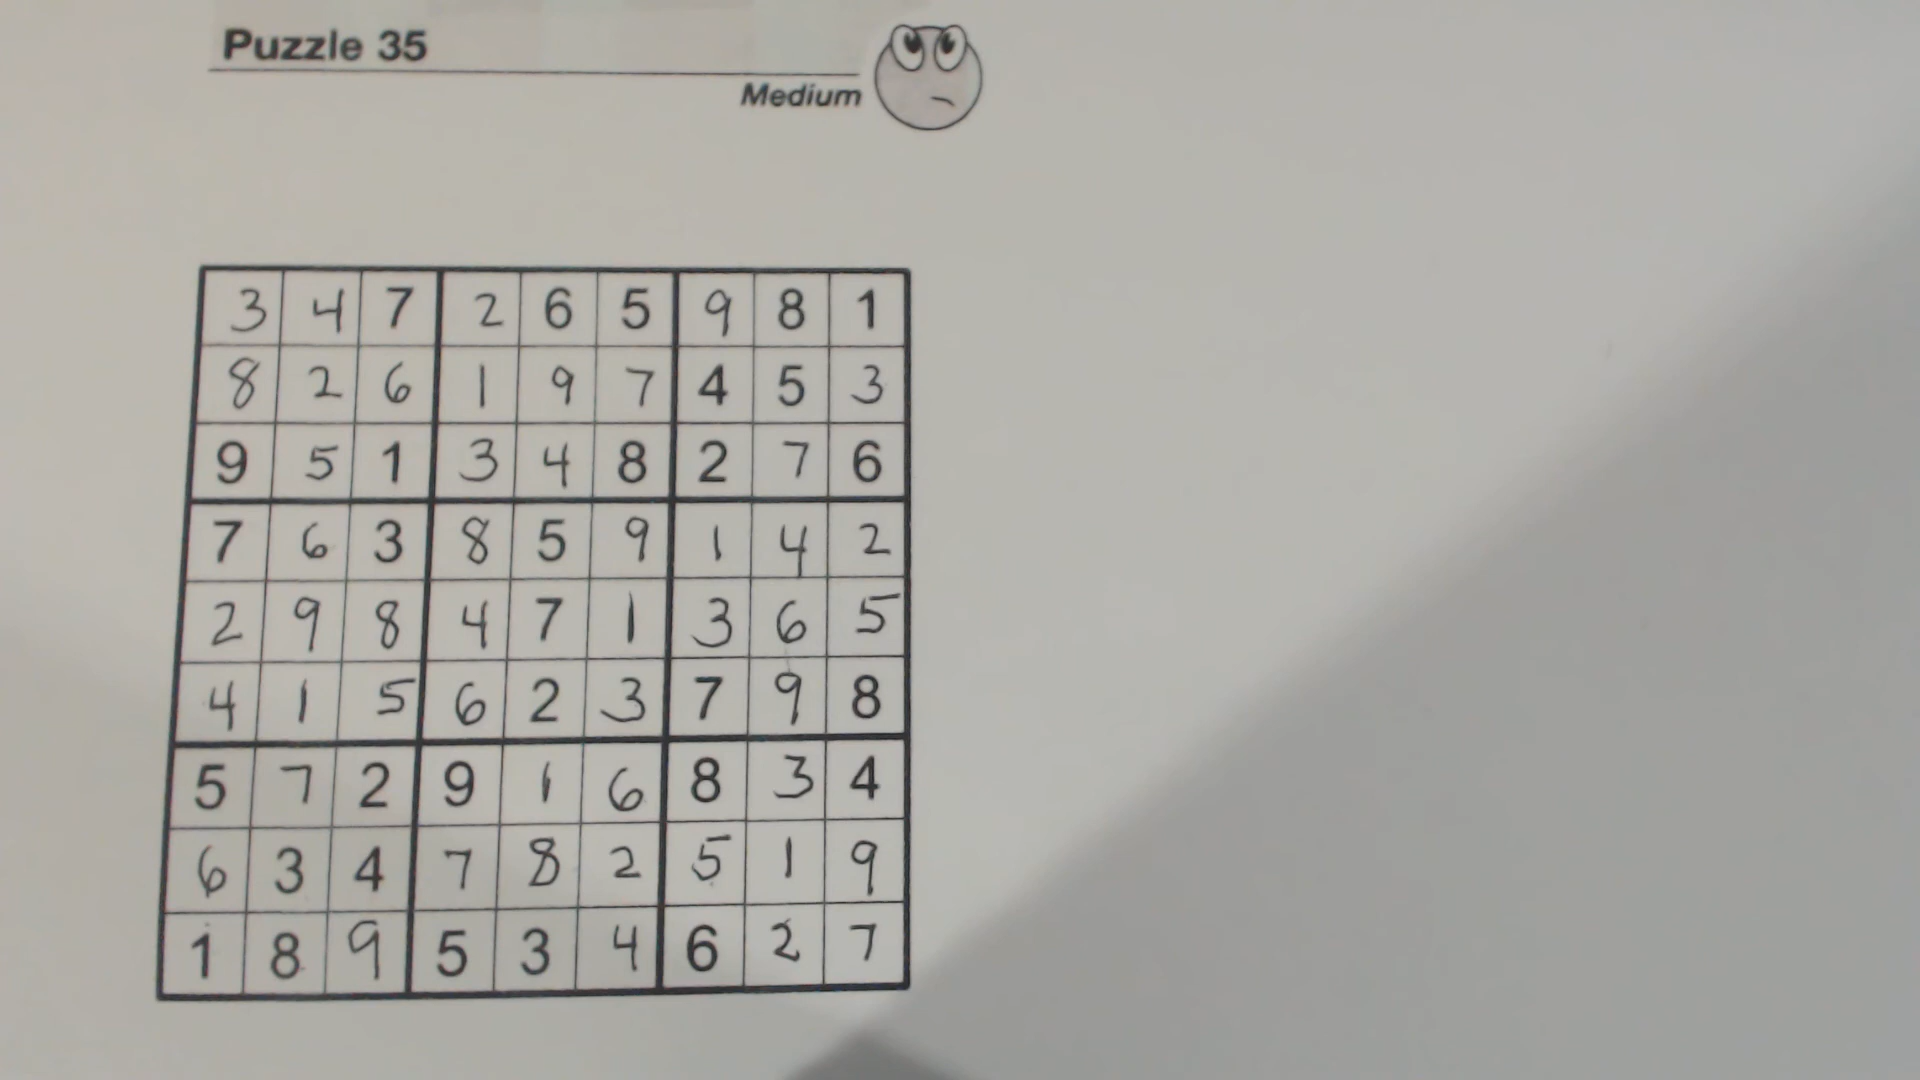 Puzzle 35
Medium
3 4 7 2 6 5 9 8 1
8 2 6 1 9 7 4 5 3
9 5 1 3 4 8 2 7 6
7 6 3 8 5 9 1 4 2
2 9 8 4 7 1 3 6 5
4 1 5 6 2 3 7 9 8
5 7 2 9 1 6 8 3 4
6 3 4 7 8 2 5 1 9
1 8 9 5 3 4 6 2 7